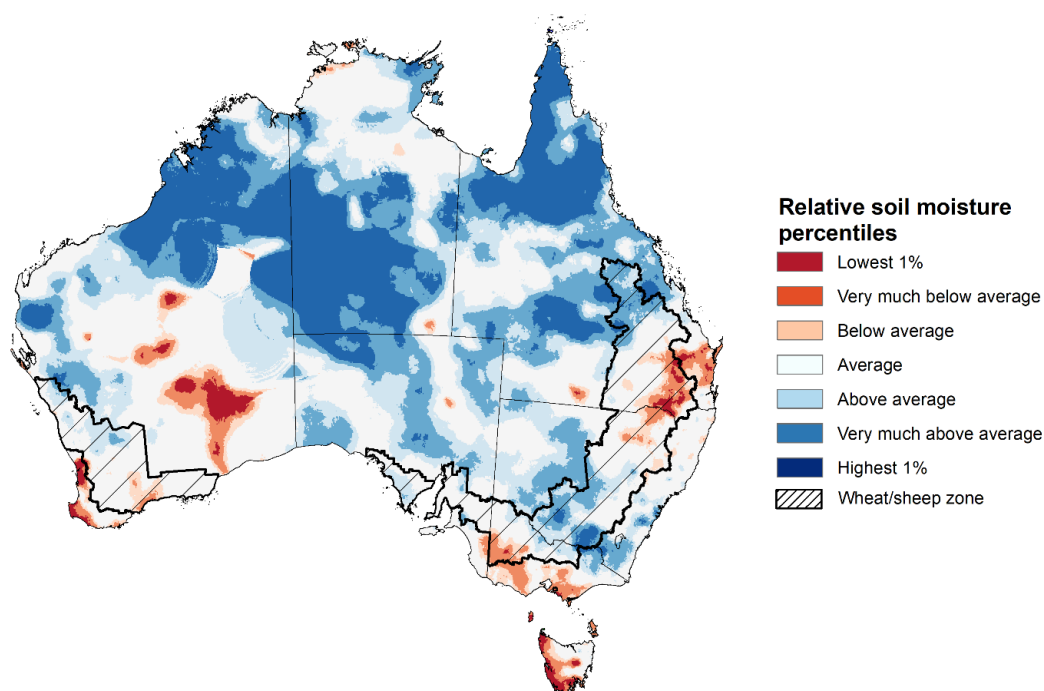 Relative soil moisture
percentiles
Lowest 1%
Very much below average
Below average
Average
Above average
Very much above average
Highest 1%
Wheat/sheep zone